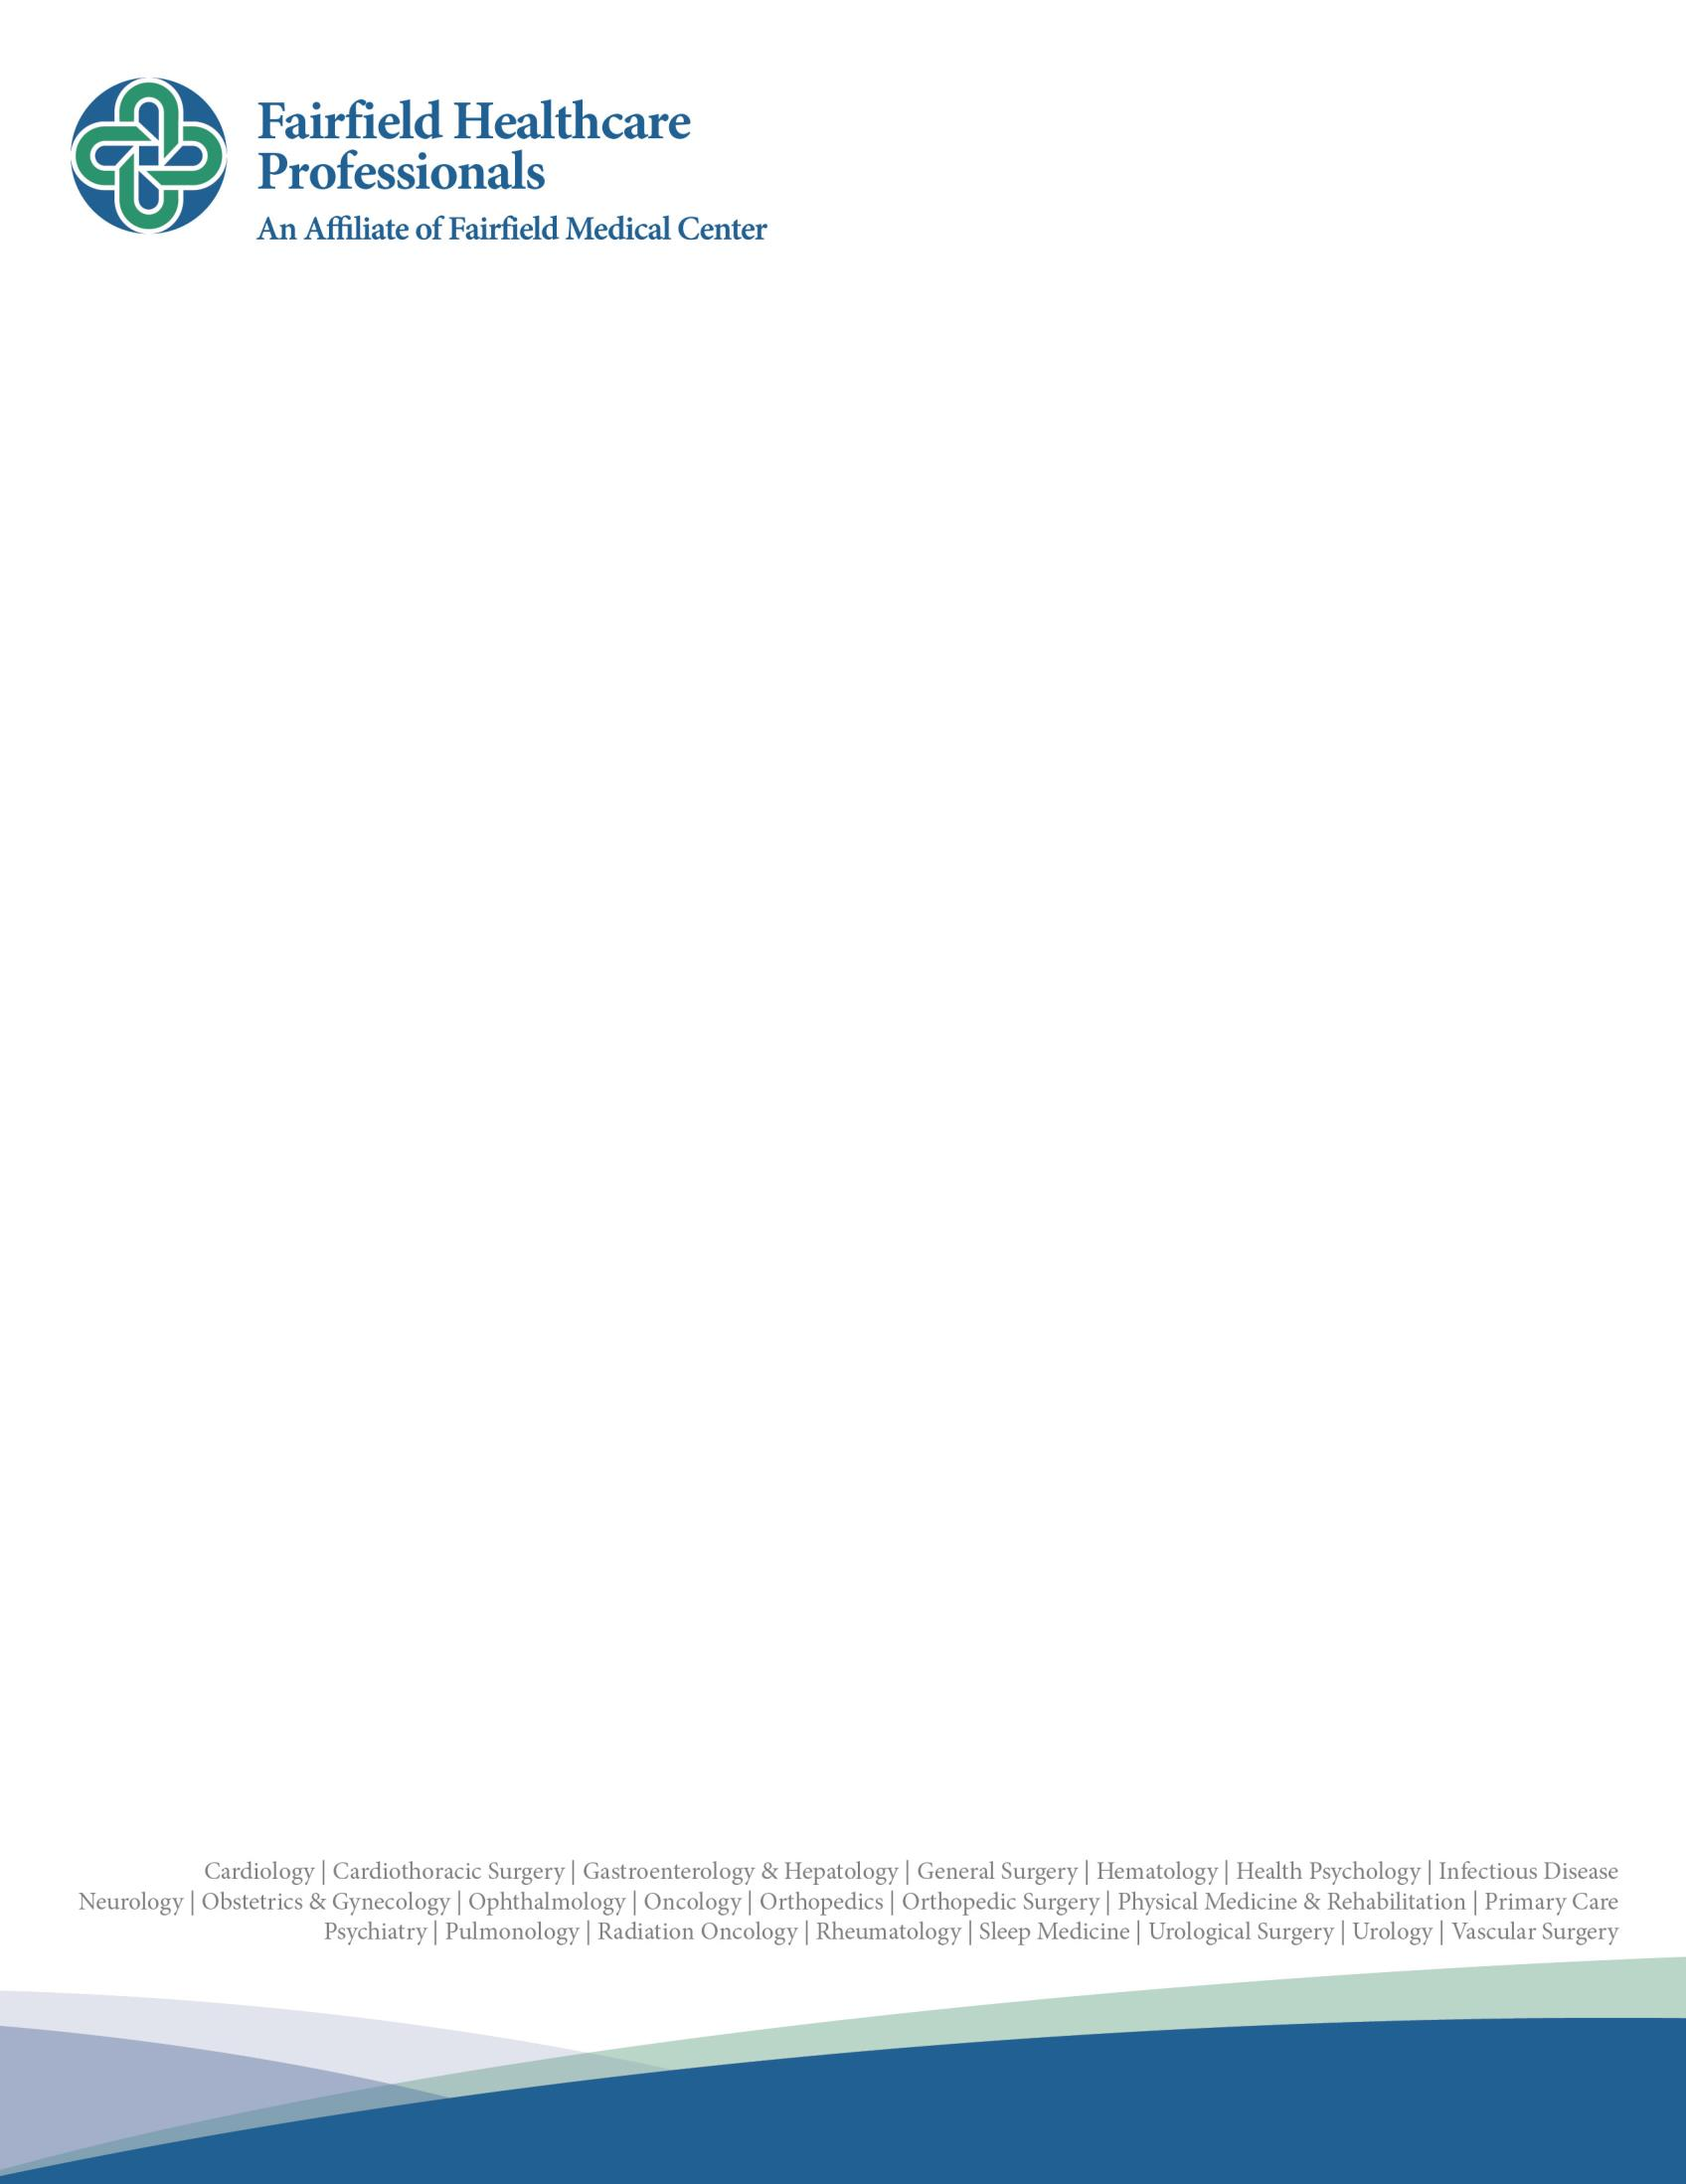 Fairfield Healthcare
Professionals
An Affiliate of Fairfield Medical Center
Cardiology | Cardiothoracic Surgery | Gastroenterology & Hepatology | General Surgery | Hematology | Health Psychology | Infectious Disease
Neurology | Obstetrics & Gynecology | Ophthalmology | Oncology | Orthopedics | Orthopedic Surgery | Physical Medicine & Rehabilitation | Primary Care
Psychiatry | Pulmonology | Radiation Oncology | Rheumatology | Sleep Medicine | Urological Surgery | Urology | Vascular Surgery